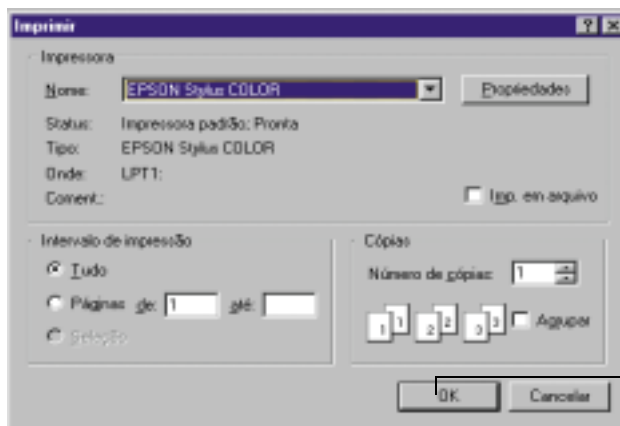 Imprimir
Impressora
Nome: EPSON Stylus COLOR Propriedades
Status: Impressora padrão; Pronta
Tipo: EPSON Stylus COLOR
Onde: LPT1:
Coment.: Imp. em arquivo
Intervalo de impressão
Tudo
Páginas de: 1 até:
Seleção
Cópias
Número de cópias: 1
1 1 2 2 3 3 Agrupar
OK Cancelar